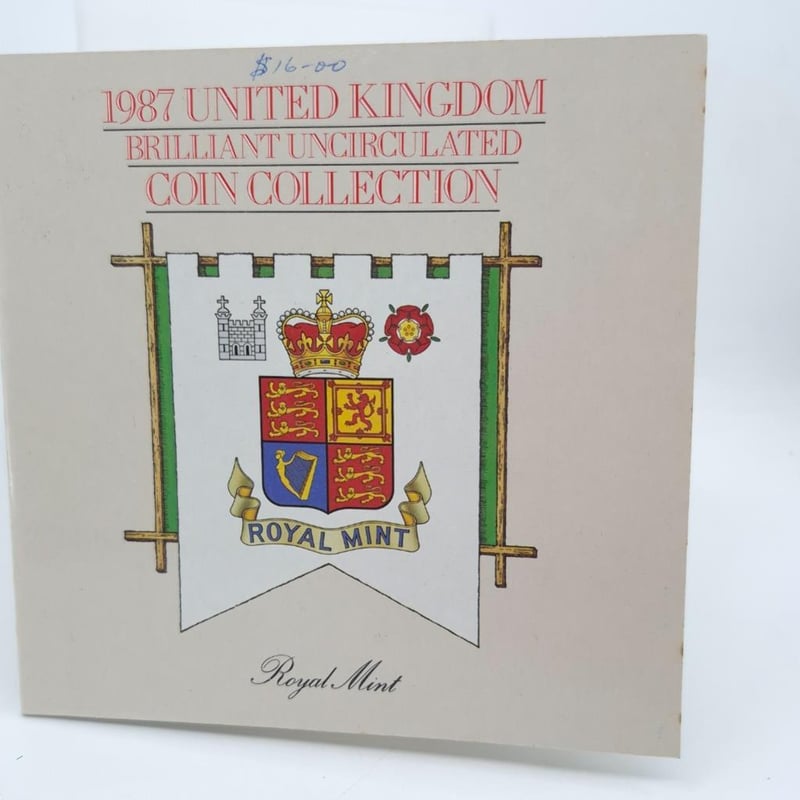 $16-00
1987 UNITED KINGDOM
BRILLIANT UNCIRCULATED
COIN COLLECTION
ROYAL MINT
Royal Mint